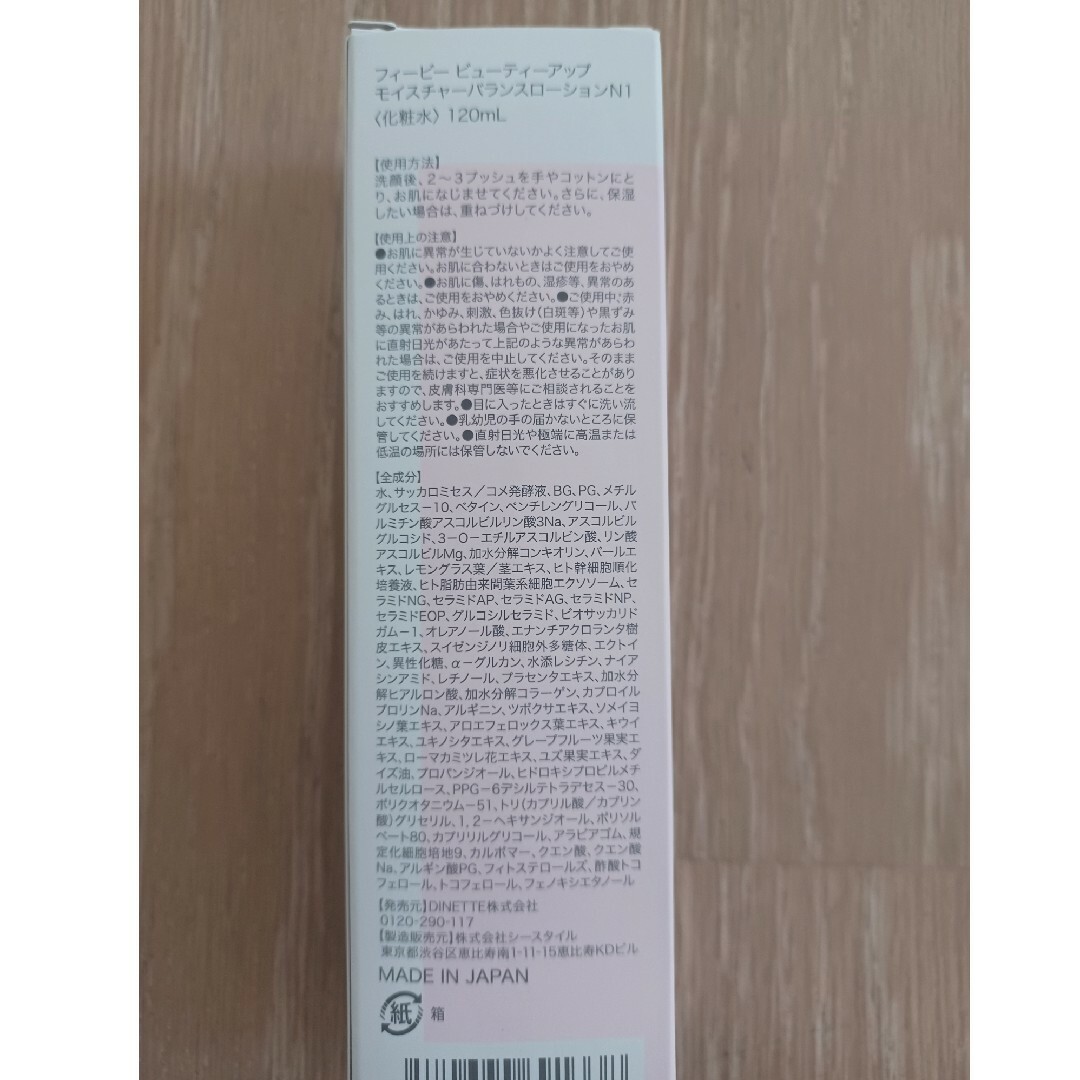 フィービー ビューティーアップ
モイスチャーバランスローションN1
〈化粧水〉 120mL
【使用方法】
洗顔後、2〜3プッシュを手やコットンにと
り、お肌になじませてください。さらに、保湿
したい場合は、重ねづけしてください。
【使用上の注意】
●お肌に異常が生じていないかよく注意してご使
用ください。お肌に合わないときはご使用をおやめ
ください。●お肌に傷、はれもの、湿疹等、異常のあ
るときは、ご使用をおやめください。●ご使用中、赤
み、はれ、かゆみ、刺激、色抜け(白斑等)や黒ずみ
等の異常があらわれた場合やご使用になったお肌
に直射日光があたって上記のような異常があらわ
れた場合は、ご使用を中止してください。そのまま
ご使用を続けますと、症状を悪化させることがあり
ますので、皮膚科専門医等にご相談されることを
おすすめします。●目に入ったときはすぐに洗い流
してください。●乳幼児の手の届かないところに保
管してください。●直射日光や極端に高温または
低温の場所には保管しないでください。
【全成分】
水、サッカロミセス/コメ発酵液、BG、PG、メチル
グルセス-10、ベタイン、ペンチレングリコール、パ
ルミチン酸アスコルビルリン酸3Na、アスコルビル
グルコシド、3-O-エチルアスコルビン酸、リン酸
アスコルビルMg、加水分解コンキオリン、パールエ
キス、レモングラス葉/茎エキス、ヒト幹細胞順化
培養液、ヒト脂肪由来間葉系細胞エクソソーム、セ
ラミドNG、セラミドAP、セラミドAG、セラミドNP、
セラミドEOP、グルコシルセラミド、ビオサッカリド
ガム-1、オレアノール酸、エナンチアクロランタ樹
皮エキス、スイゼンジノリ細胞外多糖体、エクトイ
ン、異性化糖、α-グルカン、水添レシチン、ナイア
シンアミド、レチノール、プラセンタエキス、加水分
解ヒアルロン酸、加水分解コラーゲン、カプロイル
プロリンNa、アルギニン、ツボクサエキス、ソメイヨ
シノ葉エキス、アロエフェロックス葉エキス、キウイ
エキス、ユキノシタエキス、グレープフルーツ果実エ
キス、ローマカミツレ花エキス、ユズ果実エキス、ダ
イズ油、プロパンジオール、ヒドロキシプロピルメチ
ルセルロース、PPG-6デシルテトラデセス-30、
ポリクオタニウム-51、トリ(カプリル酸/カプリン
酸)グリセリル、1,2-ヘキサンジオール、ポリソル
ベート80、カプリリルグリコール、アラビアゴム、規
定化細胞培地9、カルボマー、クエン酸、クエン酸
Na、アルギン酸PG、フィトステロールズ、酢酸トコ
フェロール、トコフェロール、フェノキシエタノール
【発売元】DINETTE株式会社
0120-290-117
【製造販売元】株式会社シースタイル
東京都渋谷区恵比寿南1-11-15恵比寿KDビル
MADE IN JAPAN
紙 箱